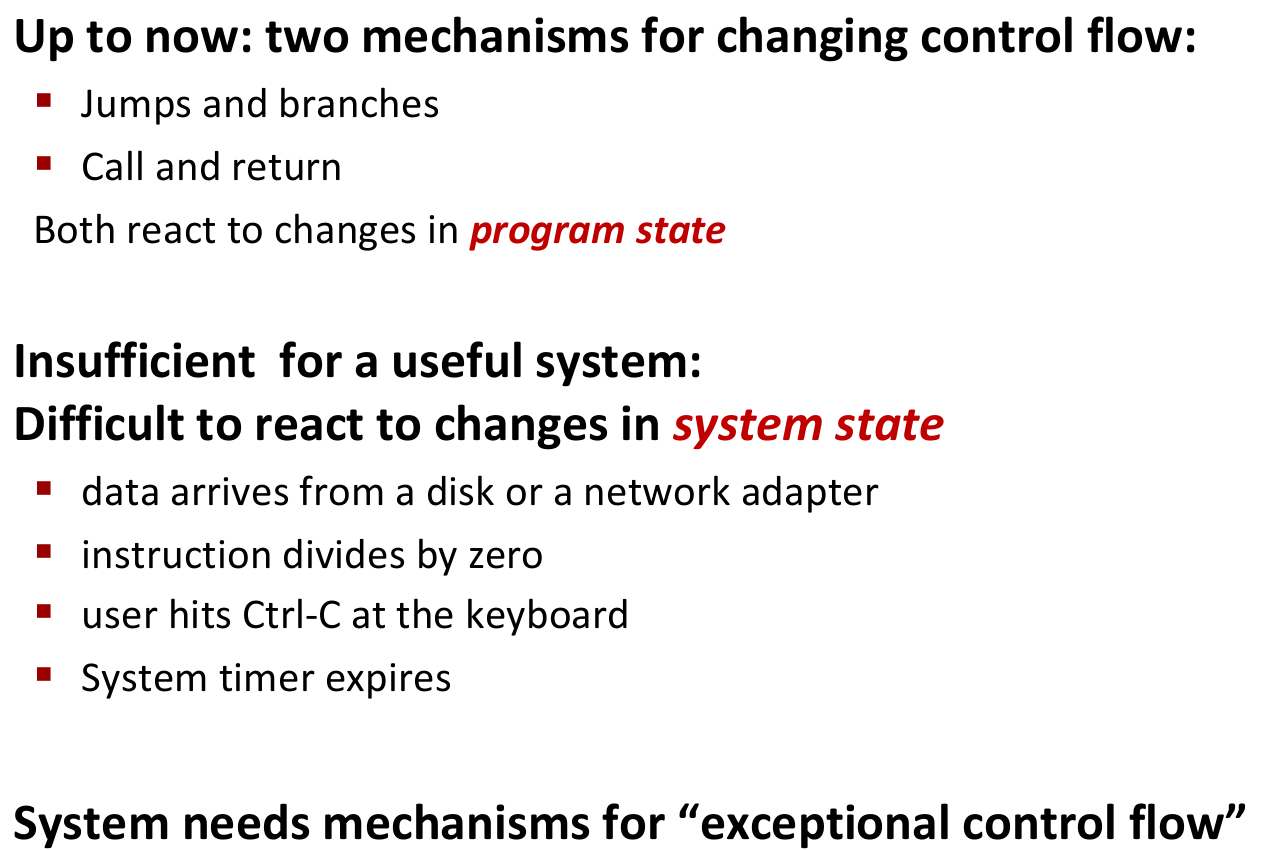 Up to now: two mechanisms for changing control flow:
▪ Jumps and branches
▪ Call and return
Both react to changes in program state
Insufficient  for a useful system:
Difficult to react to changes in system state
▪ data arrives from a disk or a network adapter
▪ instruction divides by zero
▪ user hits Ctrl-C at the keyboard
▪ System timer expires
System needs mechanisms for “exceptional control flow”